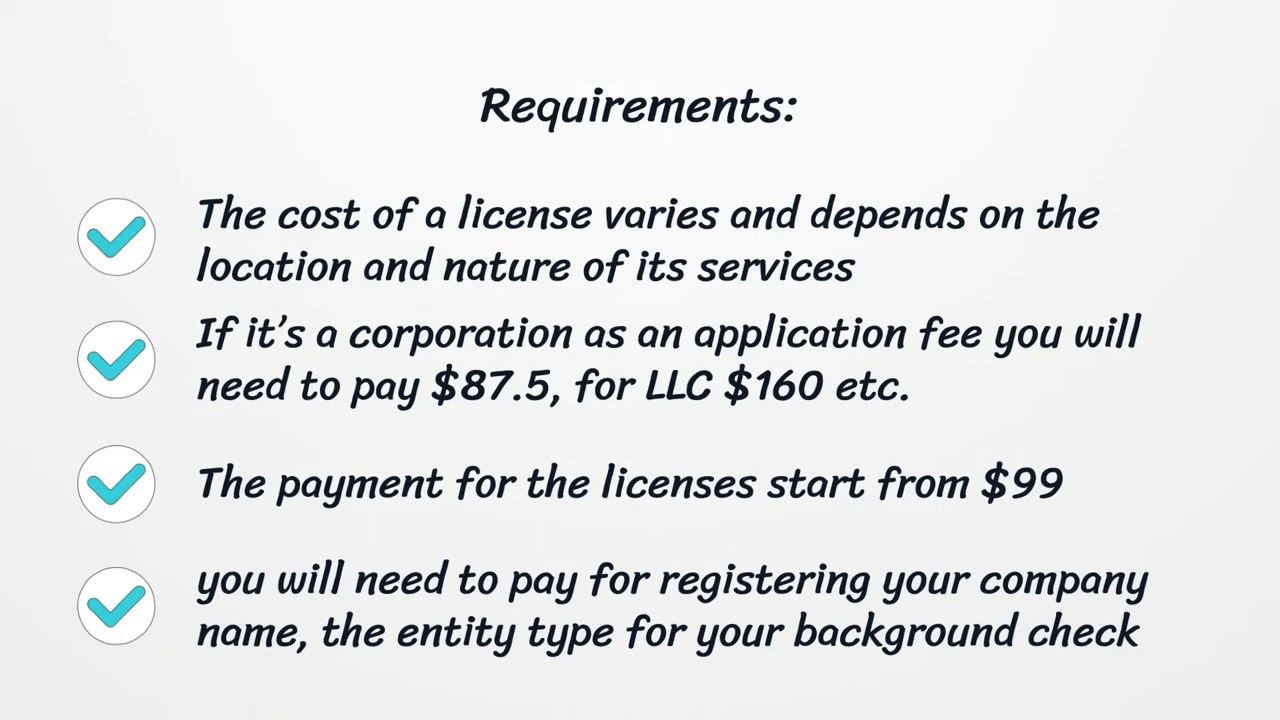 Requirements:
The cost of a license varies and depends on the
location and nature of its services
If it's a corporation as an application fee you will
need to pay $87.5, for LLC $160 etc.
The payment for the licenses start from $99
you will need to pay for registering your company
name, the entity type for your background check